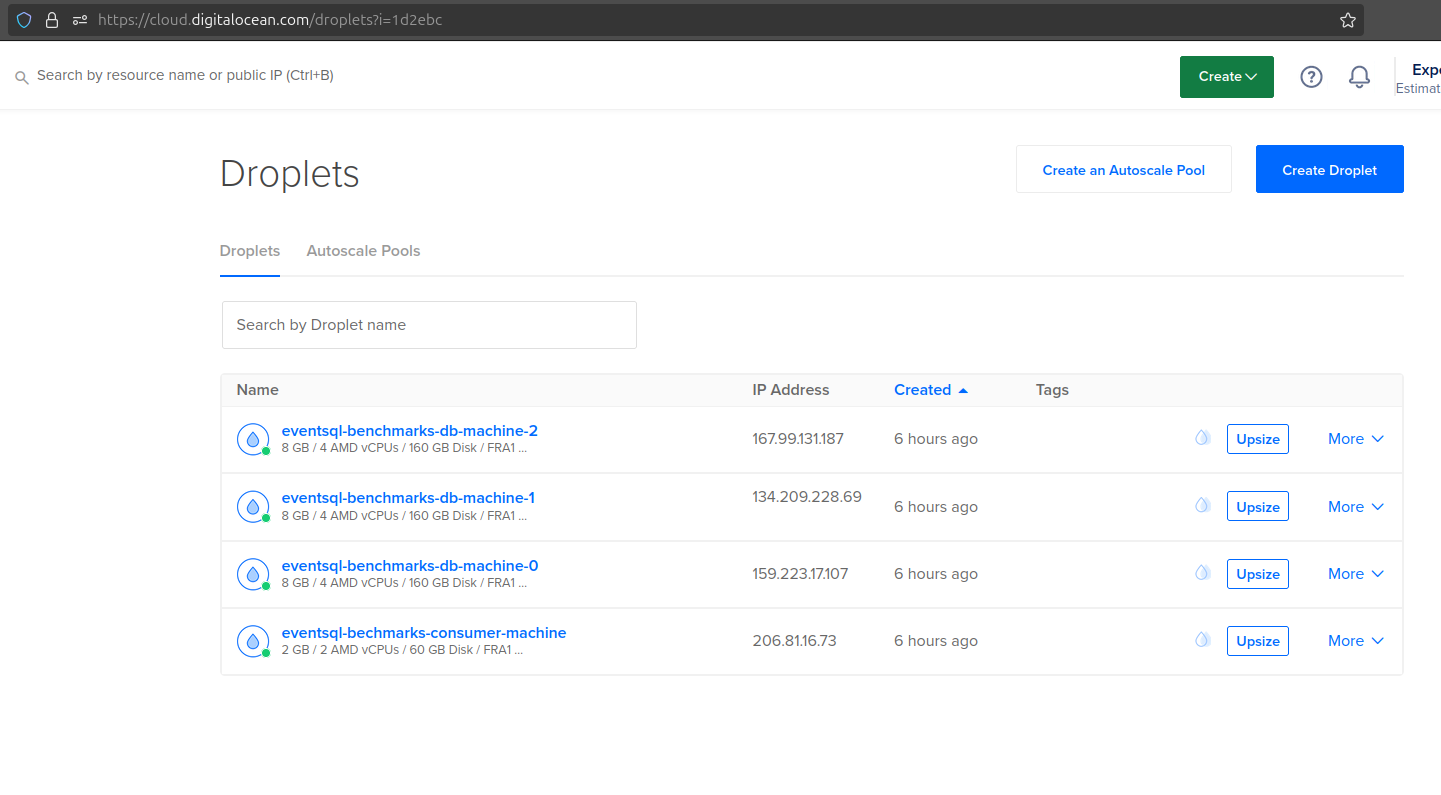 https://cloud.digitalocean.com/droplets?i=1d2ebc
Search by resource name or public IP (Ctrl+B)
Create
?
Expe
Estimat
Droplets
Create an Autoscale Pool
Create Droplet
Droplets Autoscale Pools
Search by Droplet name
Name IP Address Created Tags
eventsql-benchmarks-db-machine-2
8 GB / 4 AMD vCPUs / 160 GB Disk / FRA1 ...
167.99.131.187 6 hours ago Upsize More
eventsql-benchmarks-db-machine-1
8 GB / 4 AMD vCPUs / 160 GB Disk / FRA1 ...
134.209.228.69 6 hours ago Upsize More
eventsql-benchmarks-db-machine-0
8 GB / 4 AMD vCPUs / 160 GB Disk / FRA1 ...
159.223.17.107 6 hours ago Upsize More
eventsql-bechmarks-consumer-machine
2 GB / 2 AMD vCPUs / 60 GB Disk / FRA1 ...
206.81.16.73 6 hours ago Upsize More